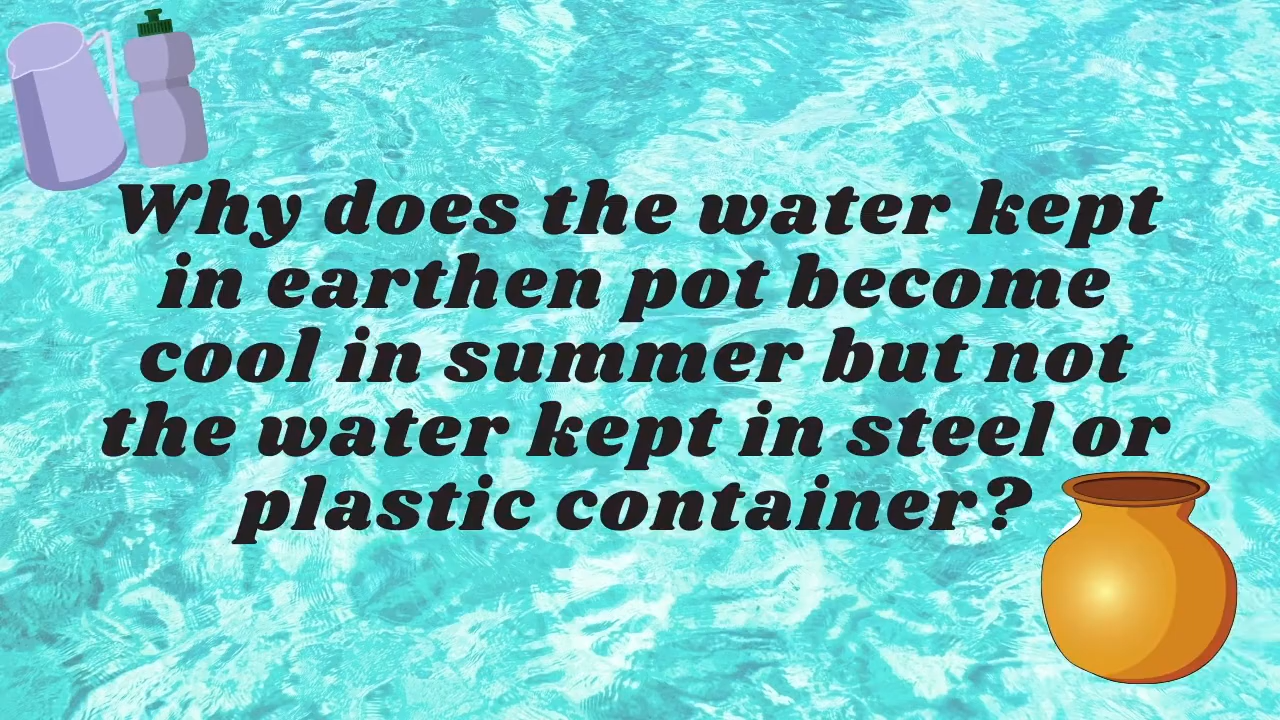 Why does the water kept
in earthen pot become
cool in summer but not
the water kept in steel or
plastic container?